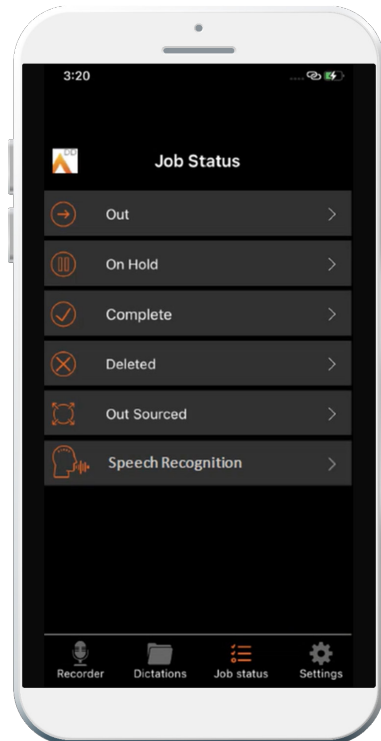 3:20
Job Status
Out
On Hold
Complete
Deleted
Out Sourced
Speech Recognition
Recorder Dictations Job status Settings